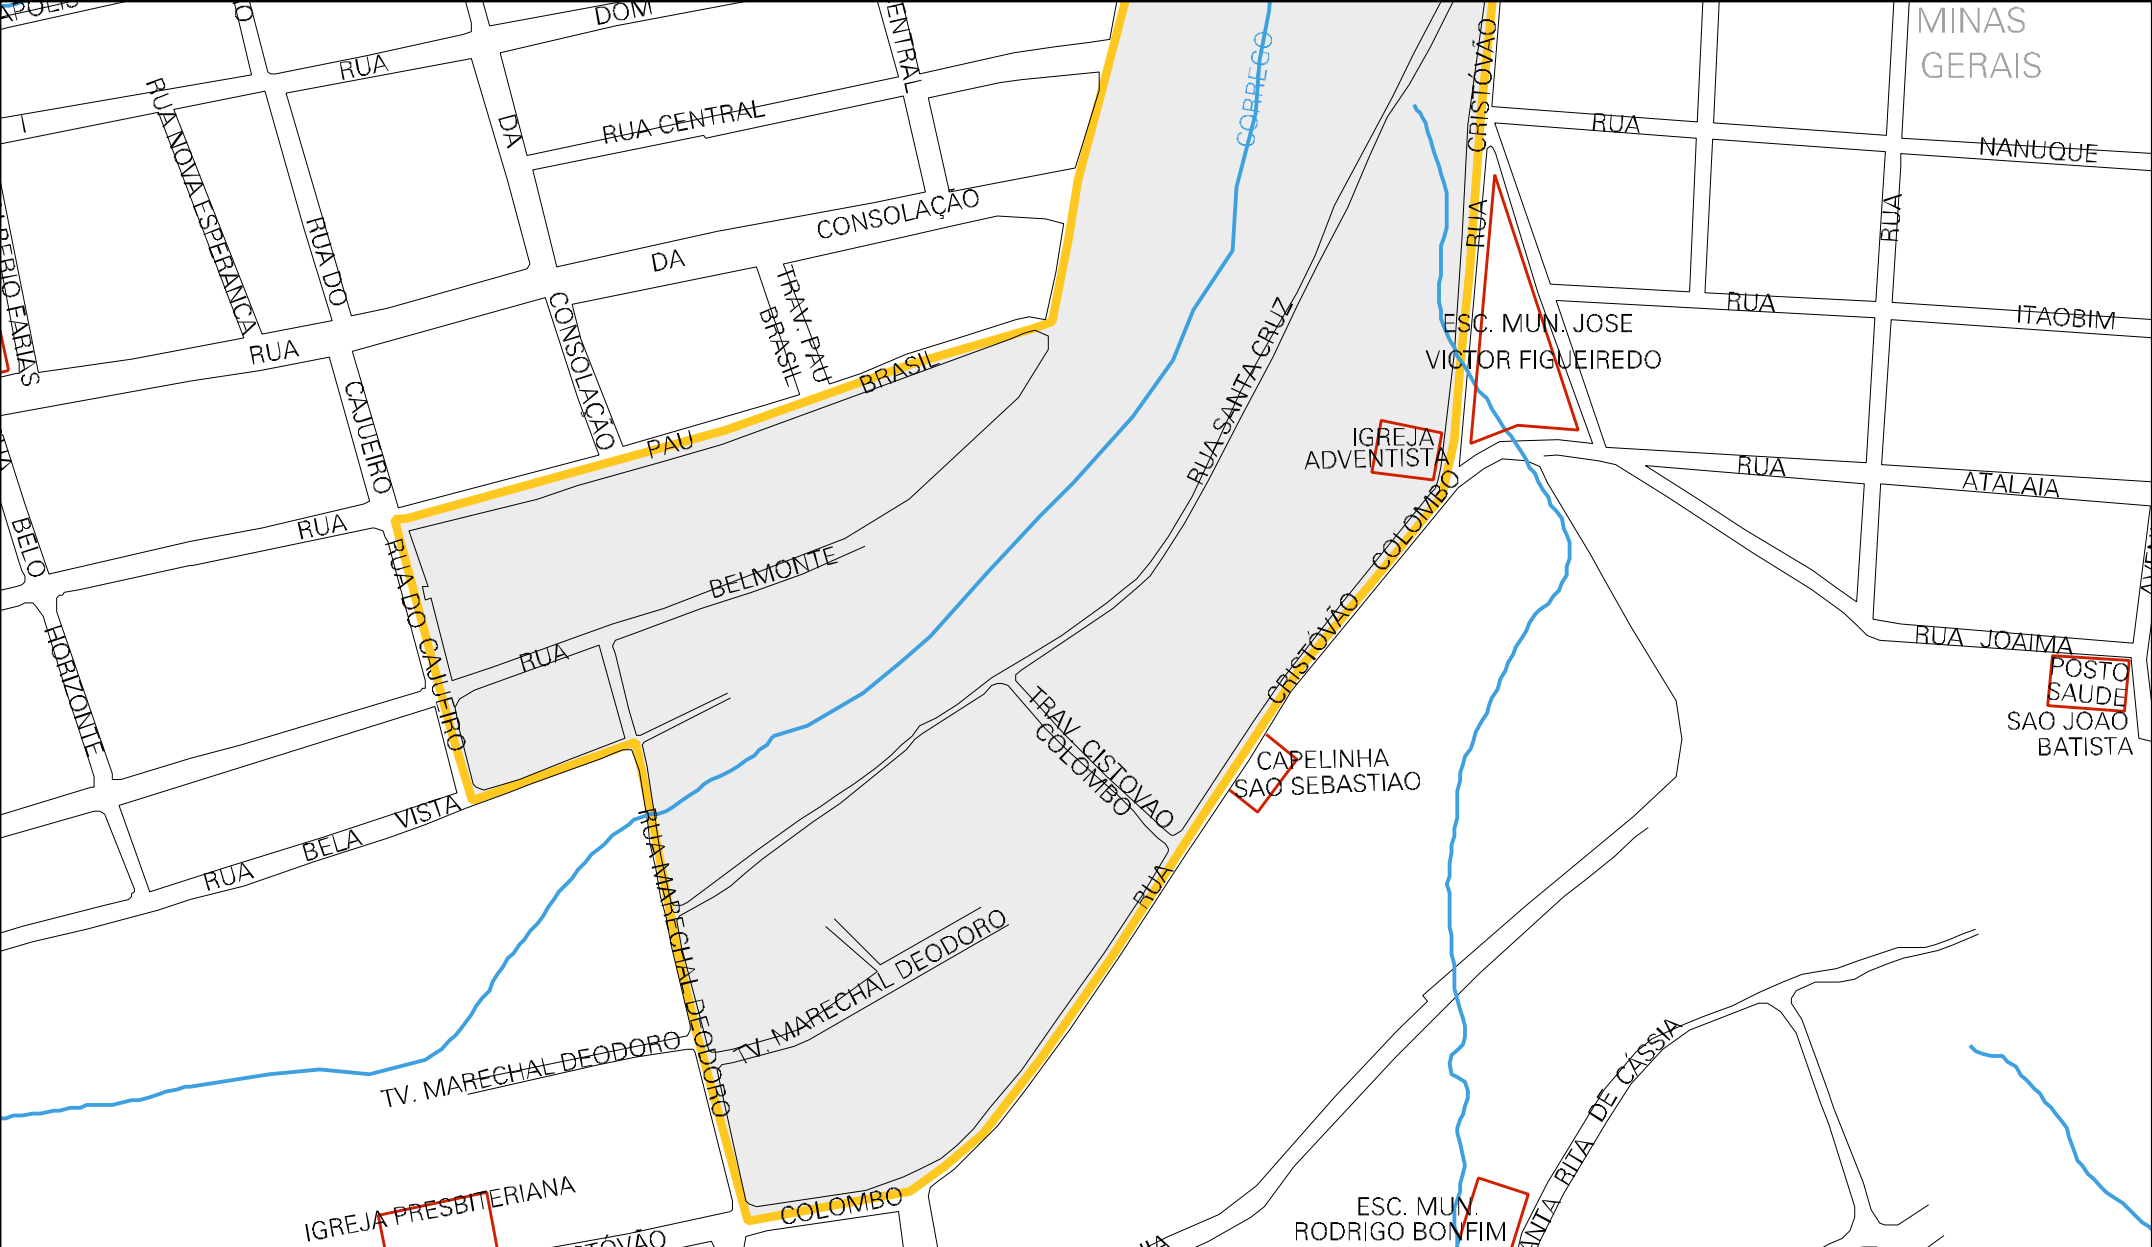 DOM
MINAS
GERAIS
RUA
RUA CENTRAL
DA
RUA NOVA ESPERANCA
RUA DO
CAJUEIRO
RUA
CONSOLAÇÃO
DA
CONSOLAÇÃO
TRAV. PAU
BRASIL
CORREGO
RUA
CRISTÓVÃO
RUA
NANUQUE
RUA
RUA
ITAOBIM
ESC. MUN. JOSE
VICTOR FIGUEIREDO
PAU
BRASIL
RUA SANTA CRUZ
IGREJA
ADVENTISTA
COLOMBO
RUA
ATALAIA
RUA
BELO
HORIZONTE
RUA DO CAJUEIRO
RUA
BELMONTE
CRISTÓVÃO
RUA JOAIMA
POSTO
SAUDE
SAO JOAO
BATISTA
TRAV. CISTOVAO
COLOMBO
CAPELINHA
SAO SEBASTIAO
RUA
BELA
VISTA
RUA
RUA MARECHAL DEODORO
TV. MARECHAL DEODORO
TV. MARECHAL DEODORO
RITA DE CÁSSIA
IGREJA PRESBITERIANA
COLOMBO
ESC. MUN.
RODRIGO BONFIM